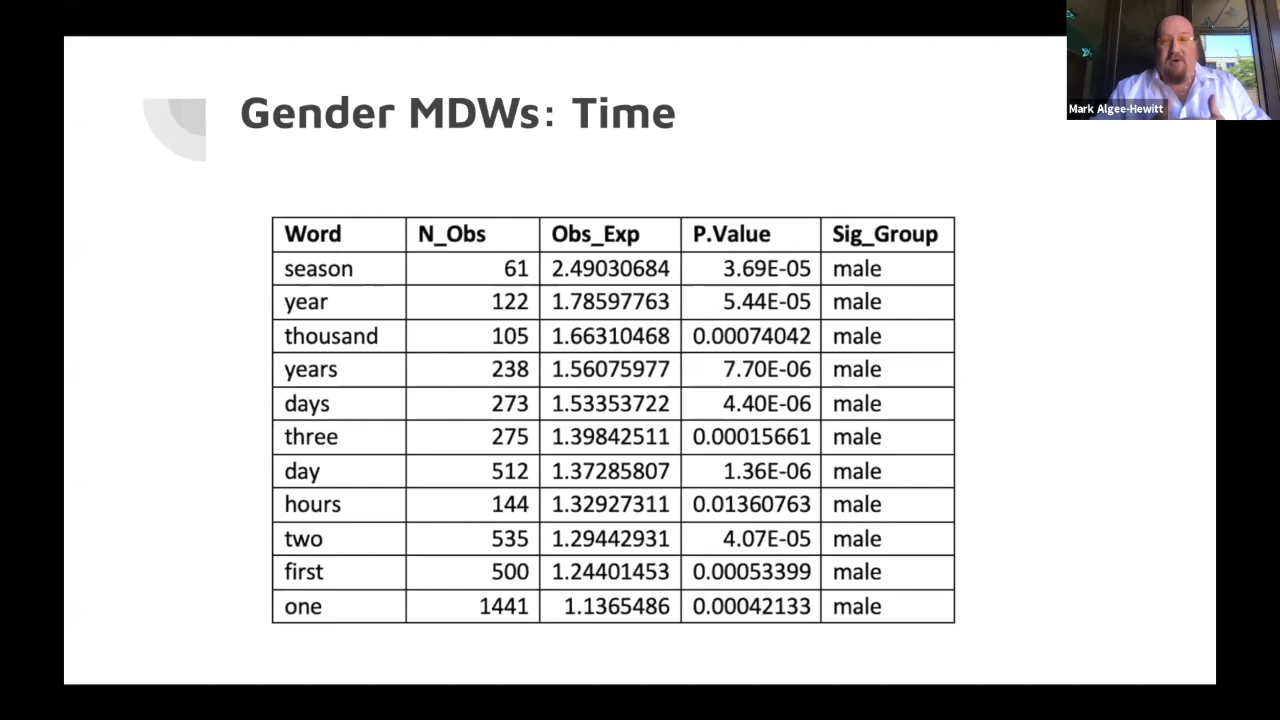 Gender MDWs: Time
Mark Algee-Hewitt
Word N_Obs Obs_Exp P.Value Sig_Group
season 61 2.49030684 3.69E-05 male
year 122 1.78597763 5.44E-05 male
thousand 105 1.66310468 0.00074042 male
years 238 1.56075977 7.70E-06 male
days 273 1.53353722 4.40E-06 male
three 275 1.39842511 0.00015661 male
day 512 1.37285807 1.36E-06 male
hours 144 1.32927311 0.01360763 male
two 535 1.29442931 4.07E-05 male
first 500 1.24401453 0.00053399 male
one 1441 1.1365486 0.00042133 male